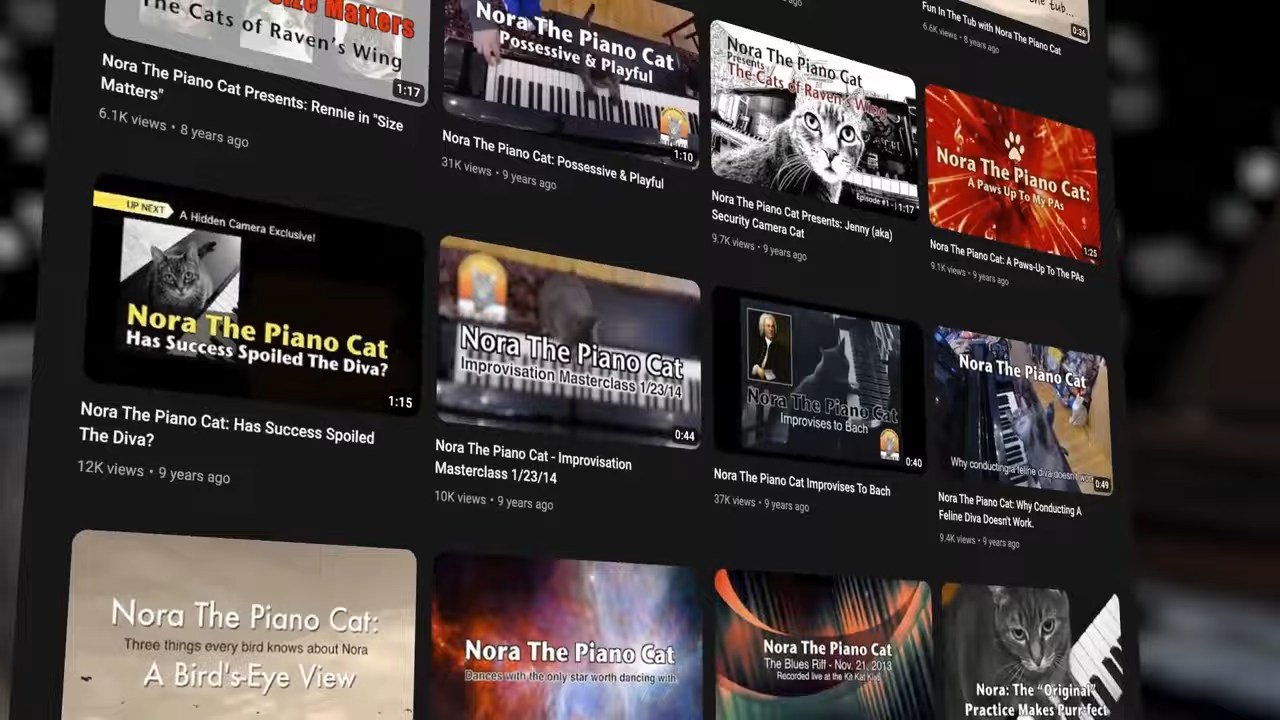 Size Matters
The Cats of Raven's Wing
1:17
Nora The Piano Cat Presents: Rennie in "Size
Matters"
6.1K views • 8 years ago
Nora The Piano Cat
Possessive & Playful
1:10
Nora The Piano Cat: Possessive & Playful
31K views • 9 years ago
ago
Nora The Piano Cat
Presents
The Cats of Raven's Wing
Episode #1
1:17
Nora The Piano Cat Presents: Jenny (aka)
Security Camera Cat
9.7K views • 9 years ago
tub...
0:36
Fun In The Tub with Nora The Piano Cat
6.6K views • 8 years ago
Nora The Piano Cat:
A Paws Up To My PAs
1:25
Nora The Piano Cat: A Paws-Up To The PAs
9.1K views • 9 years ago
UP NEXT
A Hidden Camera Exclusive!
Nora The Piano Cat
Has Success Spoiled The Diva?
1:15
Nora The Piano Cat: Has Success Spoiled
The Diva?
12K views • 9 years ago
Nora The Piano Cat
Improvisation Masterclass 1/23/14
0:44
Nora The Piano Cat - Improvisation
Masterclass 1/23/14
10K views • 9 years ago
Nora The Piano Cat
Improvises to Bach
0:40
Nora The Piano Cat Improvises To Bach
37K views • 9 years ago
Nora The Piano Cat
Why conducting a feline diva doesn't work
0:49
Nora The Piano Cat: Why Conducting A
Feline Diva Doesn't Work.
9.4K views • 9 years ago
Nora The Piano Cat:
Three things every bird knows about Nora
A Bird's-Eye View
Nora The Piano Cat
Dances with the only star worth dancing with
Nora The Piano Cat
The Blues Riff - Nov. 21, 2013
Recorded live at the Kit Kat Klub
Nora: The "Original"
Practice Makes Purr-fect